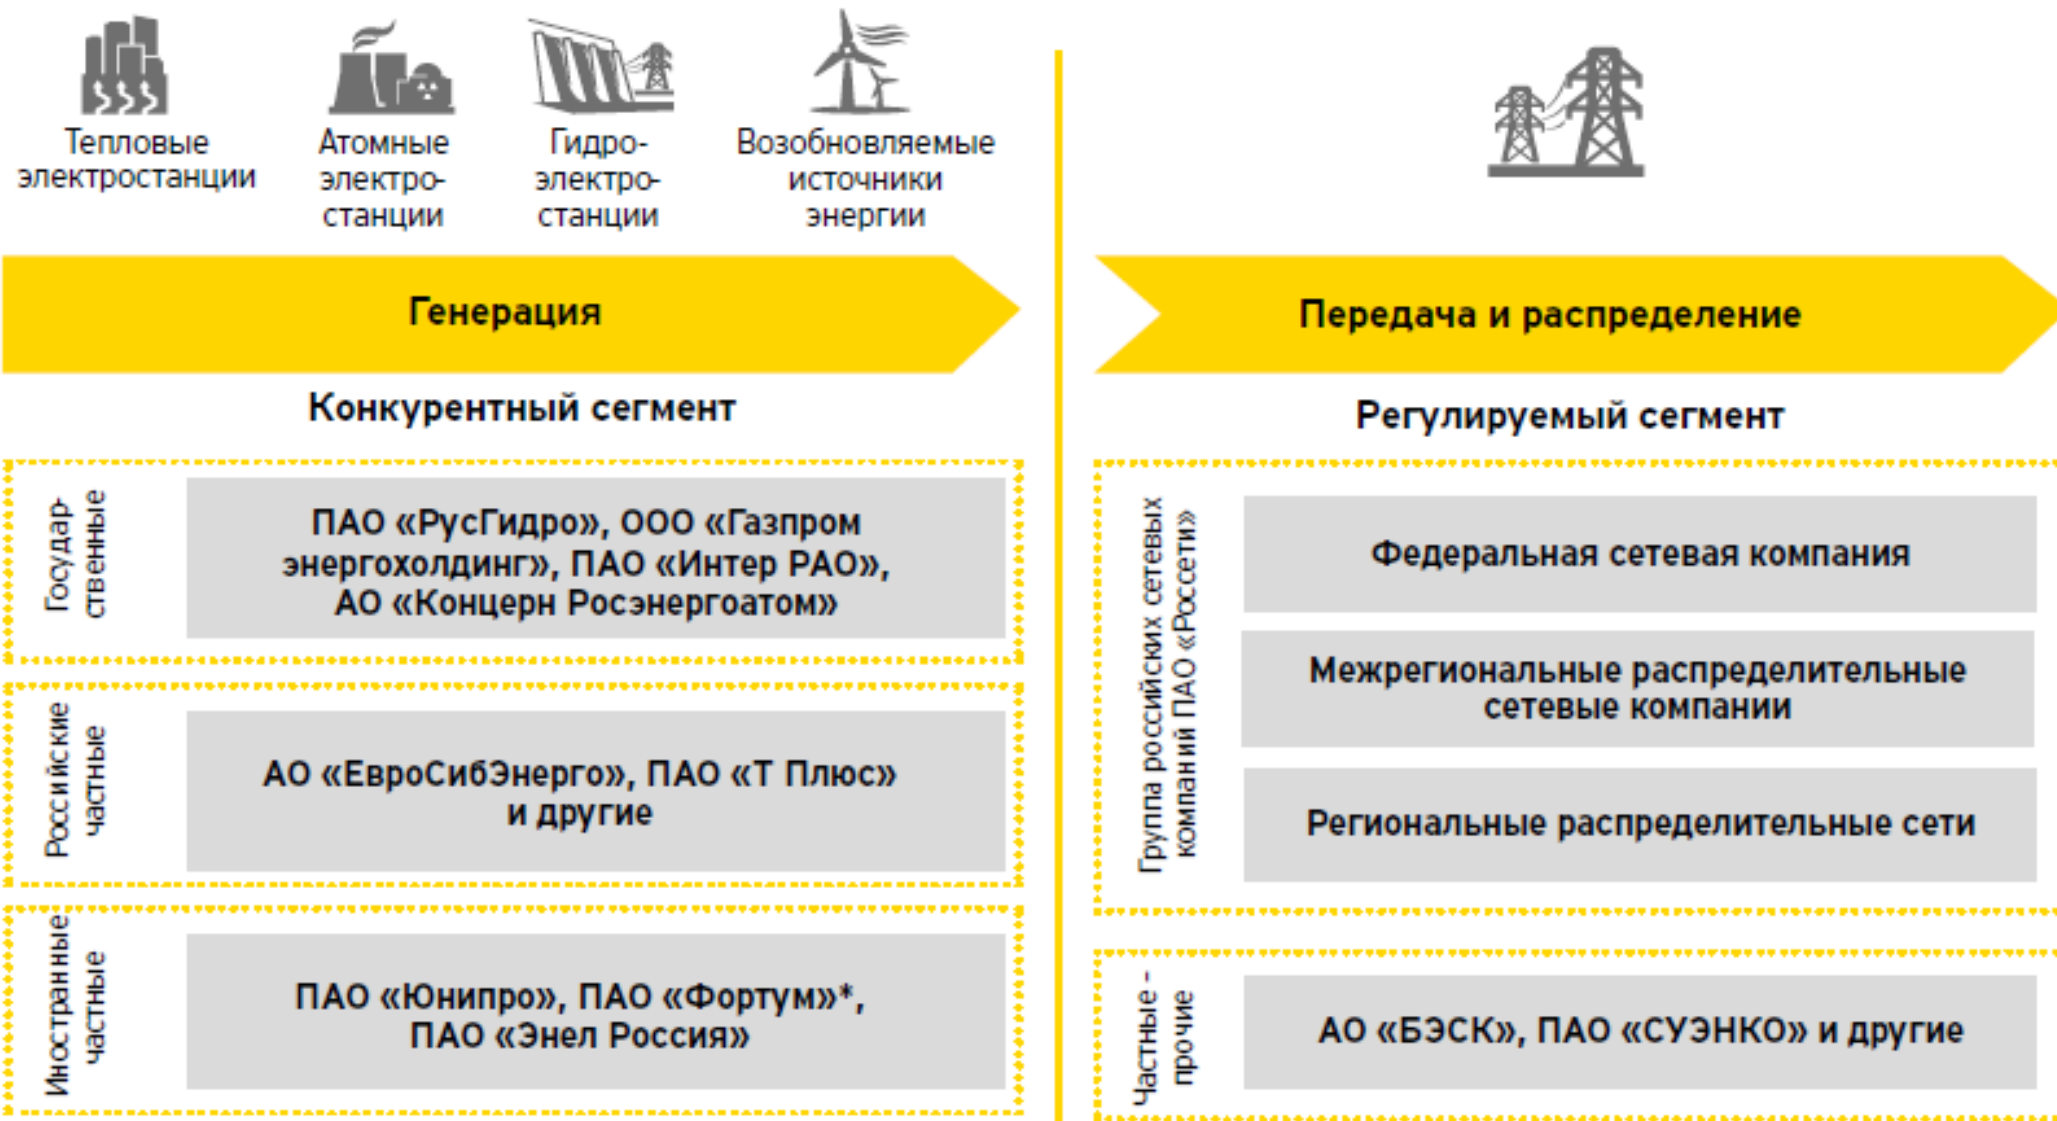 Тепловые
электростанции
Атомные
электро-
станции
Гидро-
электро-
станции
Возобновляемые
источники
энергии
Генерация
Конкурентный сегмент
Государ-
ственные
ПАО «РусГидро», ООО «Газпром
энергохолдинг», ПАО «Интер РАО»,
АО «Концерн Росэнергоатом»
Российские
частные
АО «ЕвроСибЭнерго», ПАО «Т Плюс»
и другие
Иностранные
частные
ПАО «Юнипро», ПАО «Фортум»*,
ПАО «Энел Россия»
Передача и распределение
Регулируемый сегмент
Группа российских сетевых
компаний ПАО «Россети»
Федеральная сетевая компания
Межрегиональные распределительные
сетевые компании
Региональные распределительные сети
Частные -
прочие
АО «БЭСК», ПАО «СУЭНКО» и другие